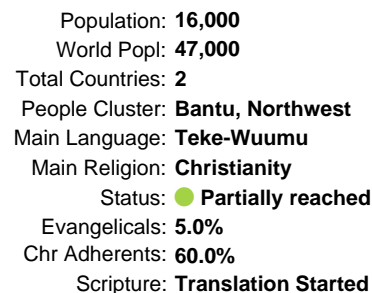 Population: 16,000
World Popl: 47,000
Total Countries: 2
People Cluster: Bantu, Northwest
Main Language: Teke-Wuumu
Main Religion: Christianity
Status: Partially reached
Evangelicals: 5.0%
Chr Adherents: 60.0%
Scripture: Translation Started